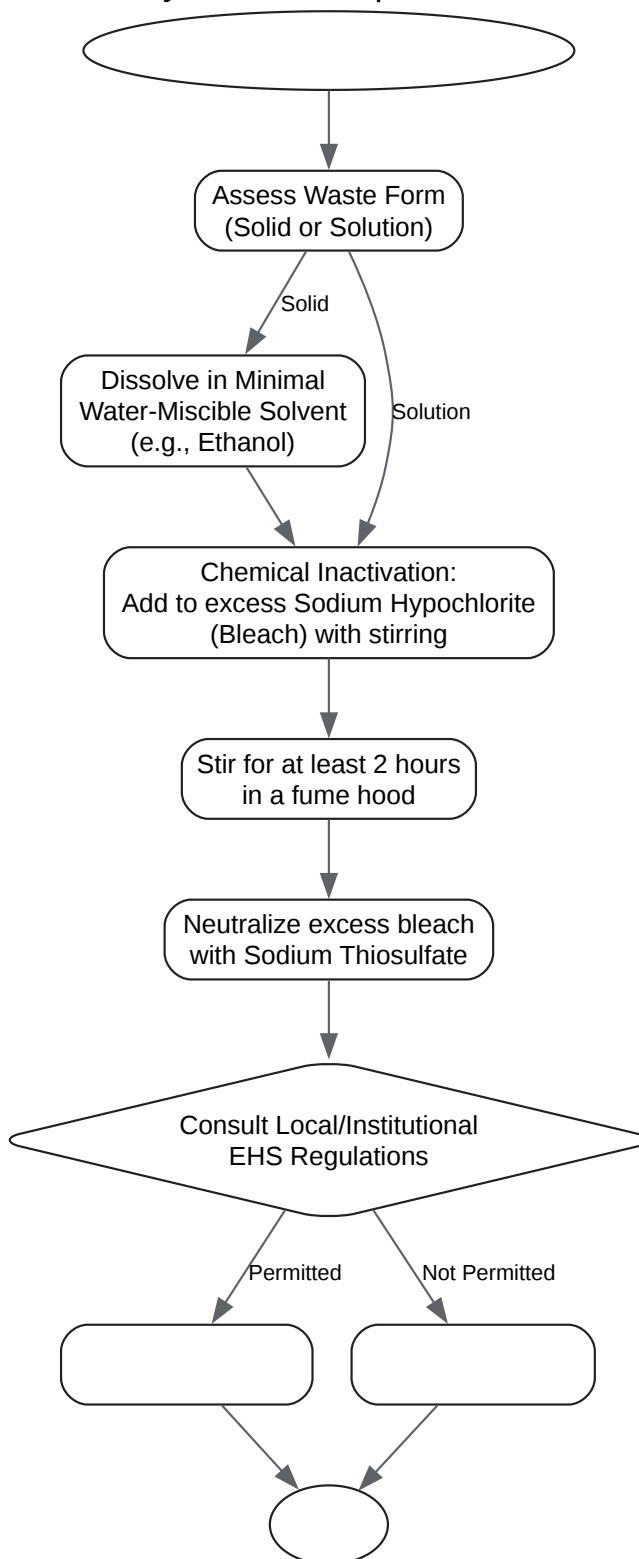 Assess Waste Form
(Solid or Solution)
Solid
Dissolve in Minimal
Water-Miscible Solvent
(e.g., Ethanol)
Solution
Chemical Inactivation:
Add to excess Sodium Hypochlorite
(Bleach) with stirring
Stir for at least 2 hours
in a fume hood
Neutralize excess bleach
with Sodium Thiosulfate
Consult Local/Institutional
EHS Regulations
Permitted
Not Permitted